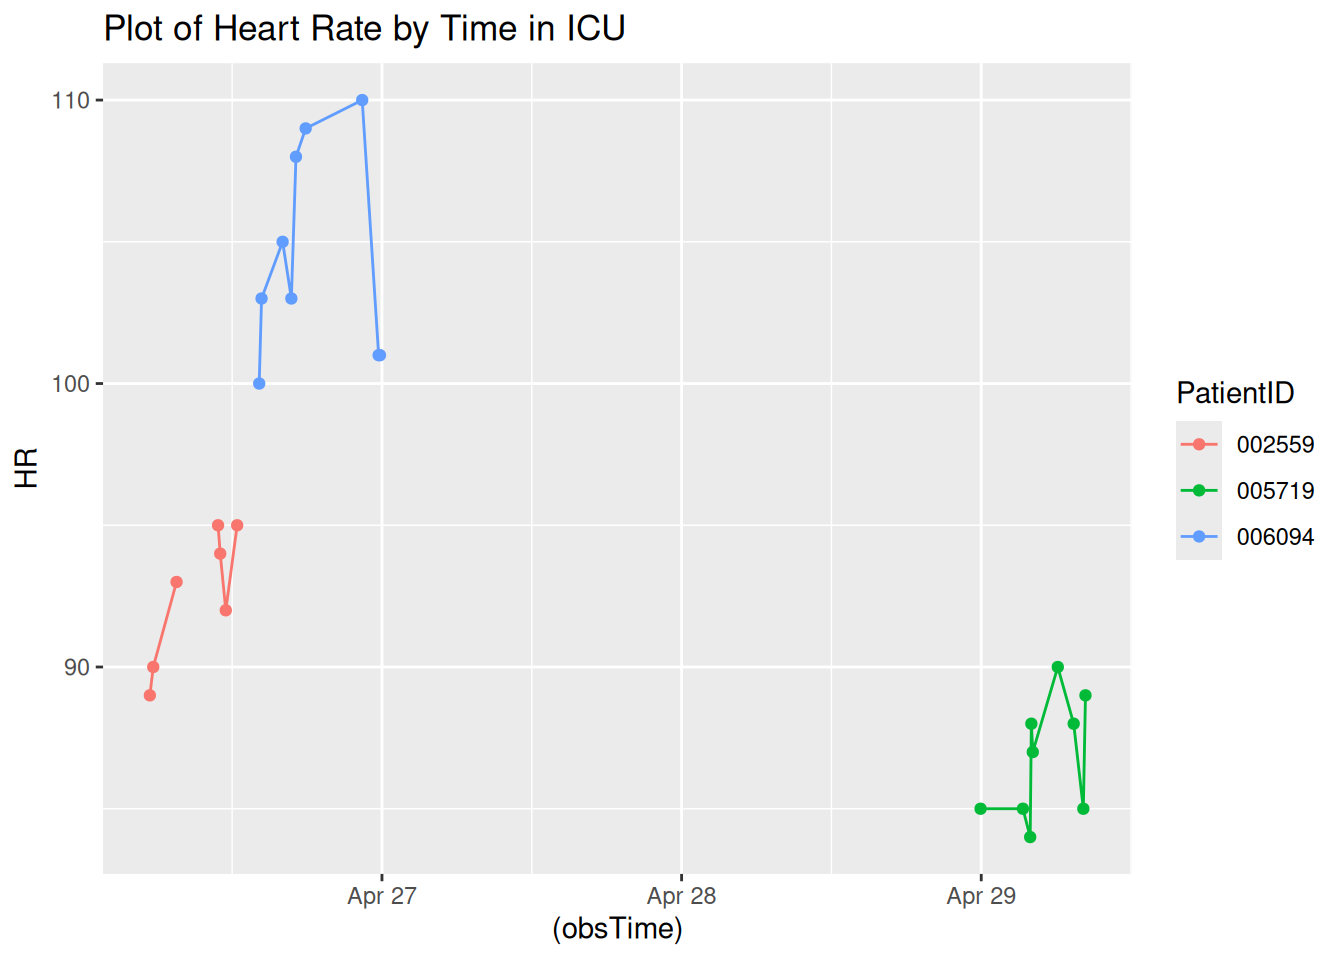 Plot of Heart Rate by Time in ICU
110
100
90
HR
Apr 27
Apr 28
Apr 29
(obsTime)
PatientID
002559
005719
006094